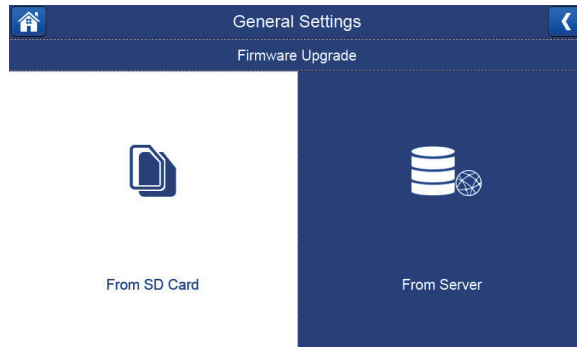 General Settings
Firmware Upgrade
From SD Card
From Server